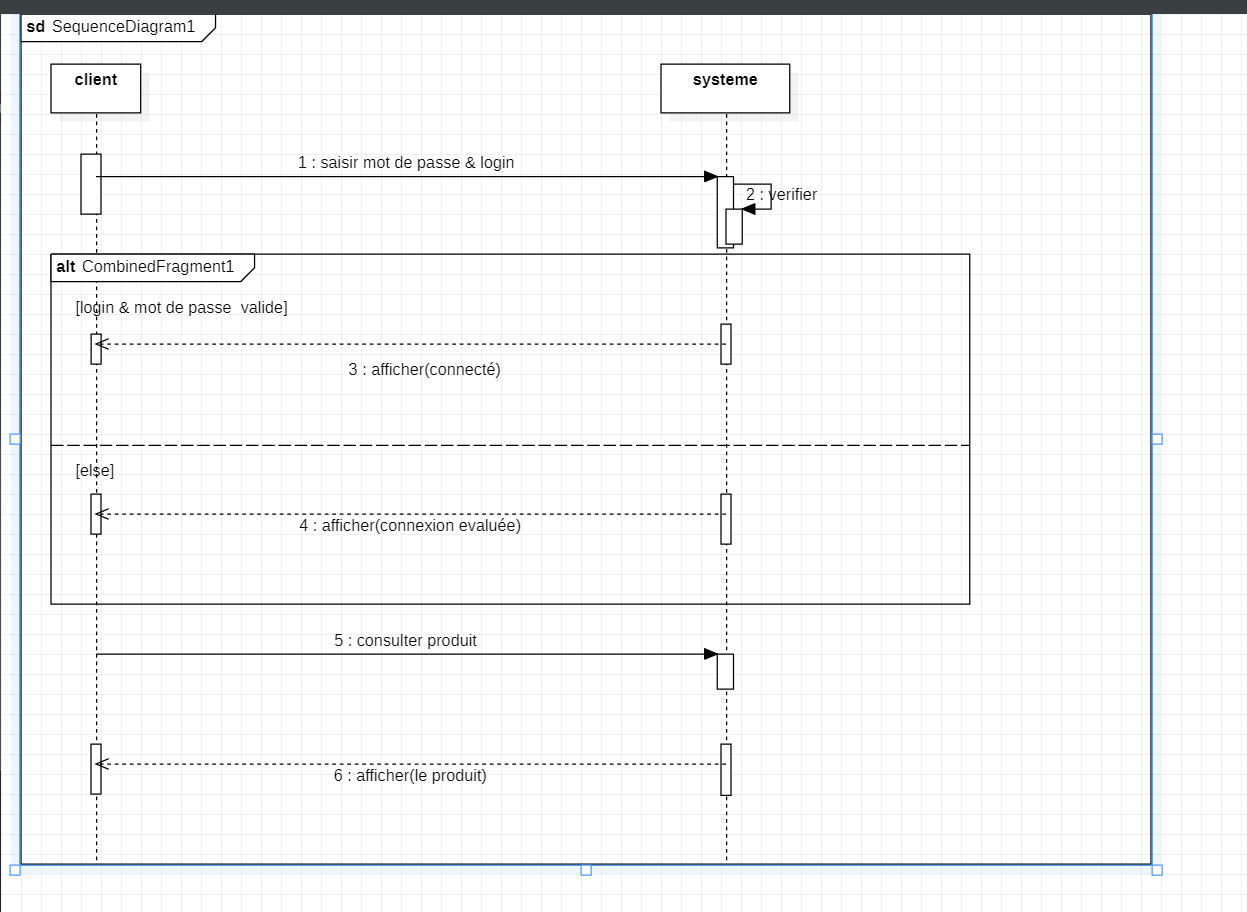 sd SequenceDiagram1
client
systeme
1 : saisir mot de passe & login
2 : verifier
alt CombinedFragment1
[login & mot de passe  valide]
3 : afficher(connecté)
[else]
4 : afficher(connexion evaluée)
5 : consulter produit
6 : afficher(le produit)